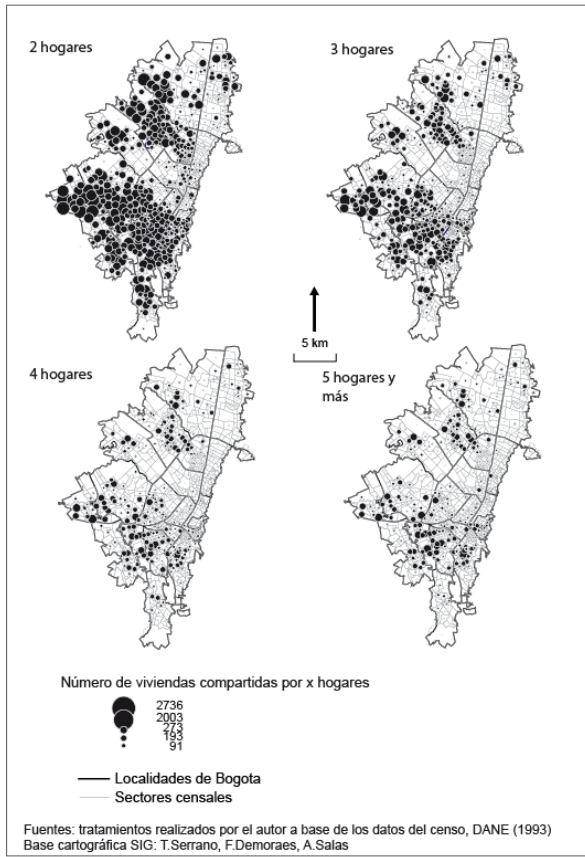 2 hogares
3 hogares
5 km
4 hogares
5 hogares y
más
Número de viviendas compartidas por x hogares
2736
2003
273
193
91
Localidades de Bogota
Sectores censales
Fuentes: tratamientos realizados por el autor a base de los datos del censo, DANE (1993)
Base cartográfica SIG: T.Serrano, F.Demoraes, A.Salas